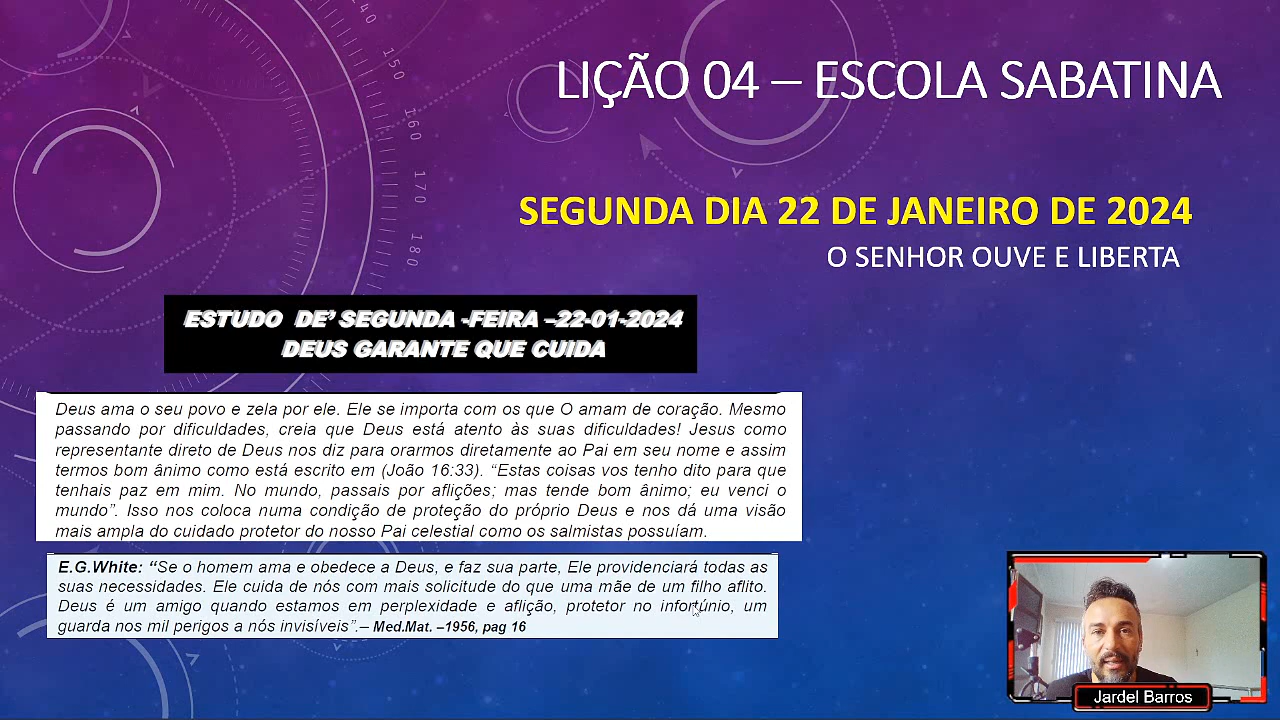 LIÇÃO 04 – ESCOLA SABATINA
SEGUNDA DIA 22 DE JANEIRO DE 2024
O SENHOR OUVE E LIBERTA
ESTUDO DE' SEGUNDA -FEIRA –22-01-2024
DEUS GARANTE QUE CUIDA
Deus ama o seu povo e zela por ele. Ele se importa com os que O amam de coração. Mesmo
passando por dificuldades, creia que Deus está atento às suas dificuldades! Jesus como
representante direto de Deus nos diz para orarmos diretamente ao Pai em seu nome e assim
termos bom ânimo como está escrito em (João 16:33). “Estas coisas vos tenho dito para que
tenhais paz em mim. No mundo, passais por aflições; mas tende bom ânimo; eu venci o
mundo”. Isso nos coloca numa condição de proteção do próprio Deus e nos dá uma visão
mais ampla do cuidado protetor do nosso Pai celestial como os salmistas possuíam.
E.G.White: “Se o homem ama e obedece a Deus, e faz sua parte, Ele providenciará todas as
suas necessidades. Ele cuida de nós com mais solicitude do que uma mãe de um filho aflito.
Deus é um amigo quando estamos em perplexidade e aflição, protetor no infortúnio, um
guarda nos mil perigos a nós invisíveis”.– Med.Mat. –1956, pag 16
Jardel Barros
140
150
160
170
180